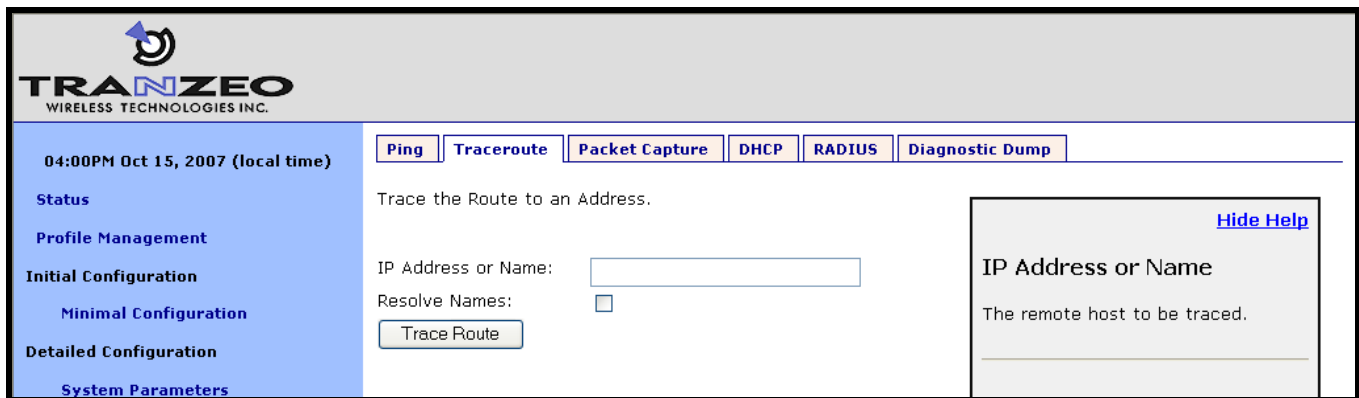 TRANZEO
WIRELESS TECHNOLOGIES INC.
04:00PM Oct 15, 2007 (local time)
Status
Profile Management
Initial Configuration
Minimal Configuration
Detailed Configuration
System Parameters
Ping Traceroute Packet Capture DHCP RADIUS Diagnostic Dump
Trace the Route to an Address.
IP Address or Name:
Resolve Names:
Trace Route
Hide Help
IP Address or Name
The remote host to be traced.